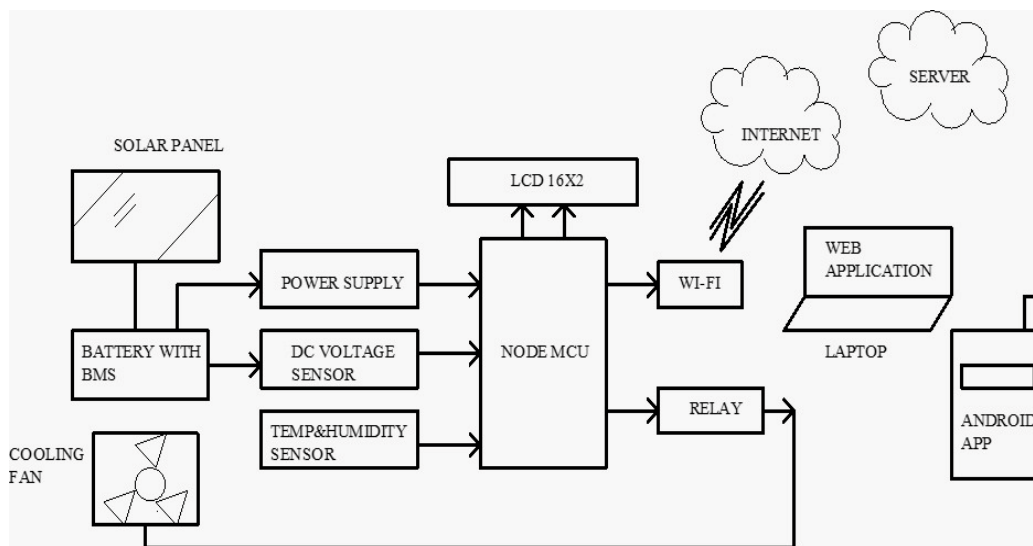 SERVER
INTERNET
SOLAR PANEL
LCD 16X2
WEB
APPLICATION
POWER SUPPLY
WI-FI
BATTERY WITH
BMS
DC VOLTAGE
SENSOR
NODE MCU
LAPTOP
RELAY
TEMP&HUMIDITY
SENSOR
ANDROID
APP
COOLING
FAN